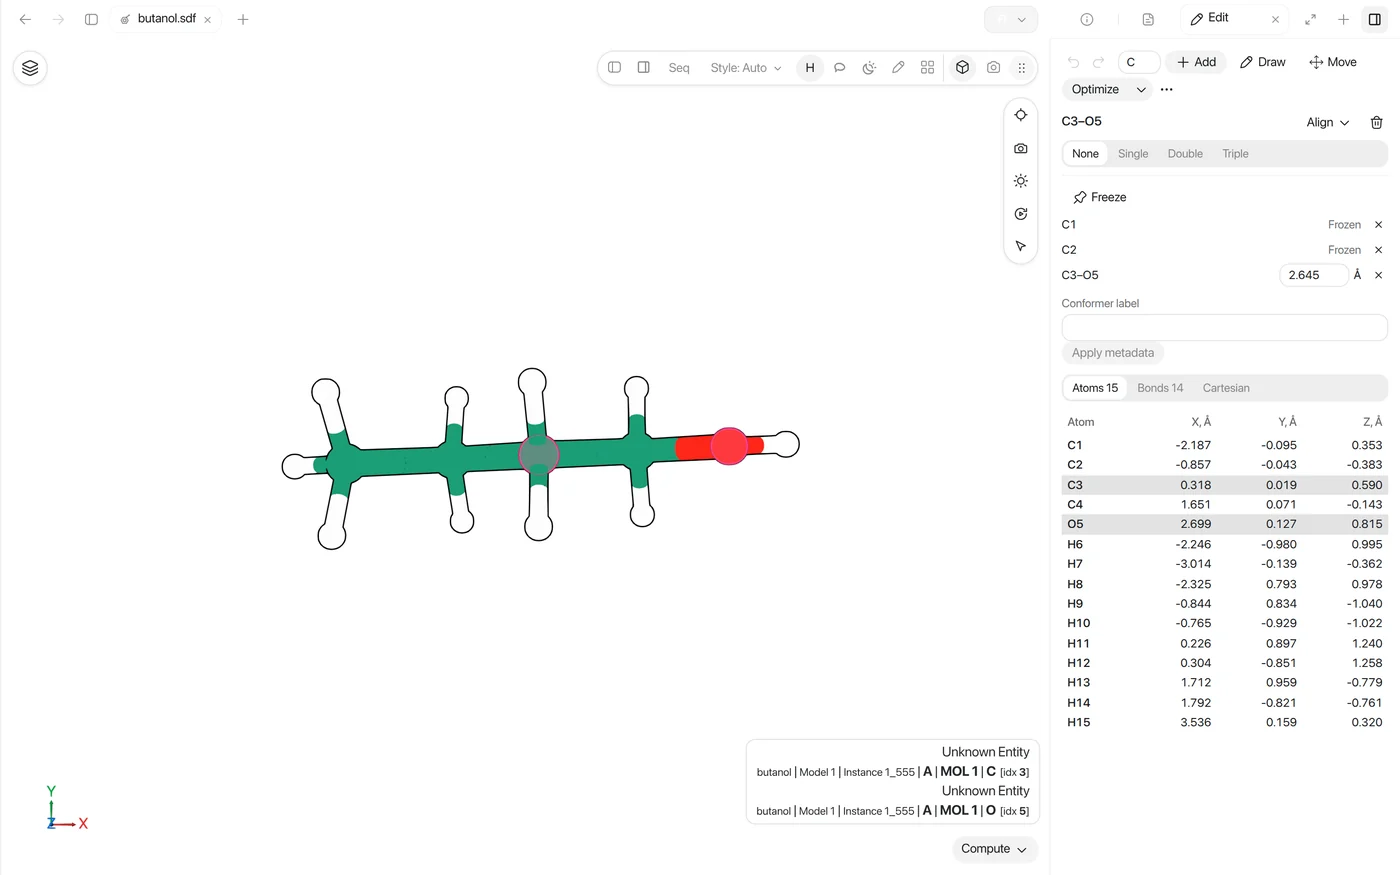 butanol.sdf
Seq Style: Auto H
Edit
C Add Draw Move
Optimize
C3–O5 Align
None Single Double Triple
Freeze
C1 Frozen
C2 Frozen
C3–O5 2.645 Å
Conformer label
Apply metadata
Atoms 15 Bonds 14 Cartesian
Atom X, Å Y, Å Z, Å
C1 -2.187 -0.095 0.353
C2 -0.857 -0.043 -0.383
C3 0.318 0.019 0.590
C4 1.651 0.071 -0.143
O5 2.699 0.127 0.815
H6 -2.246 -0.980 0.995
H7 -3.014 -0.139 -0.362
H8 -2.325 0.793 0.978
H9 -0.844 0.834 -1.040
H10 -0.765 -0.929 -1.022
H11 0.226 0.897 1.240
H12 0.304 -0.851 1.258
H13 1.712 0.959 -0.779
H14 1.792 -0.821 -0.761
H15 3.536 0.159 0.320
Unknown Entity
butanol | Model 1 | Instance 1_555 | A | MOL 1 | C [idx 3]
Unknown Entity
butanol | Model 1 | Instance 1_555 | A | MOL 1 | O [idx 5]
Y
Z X
Compute